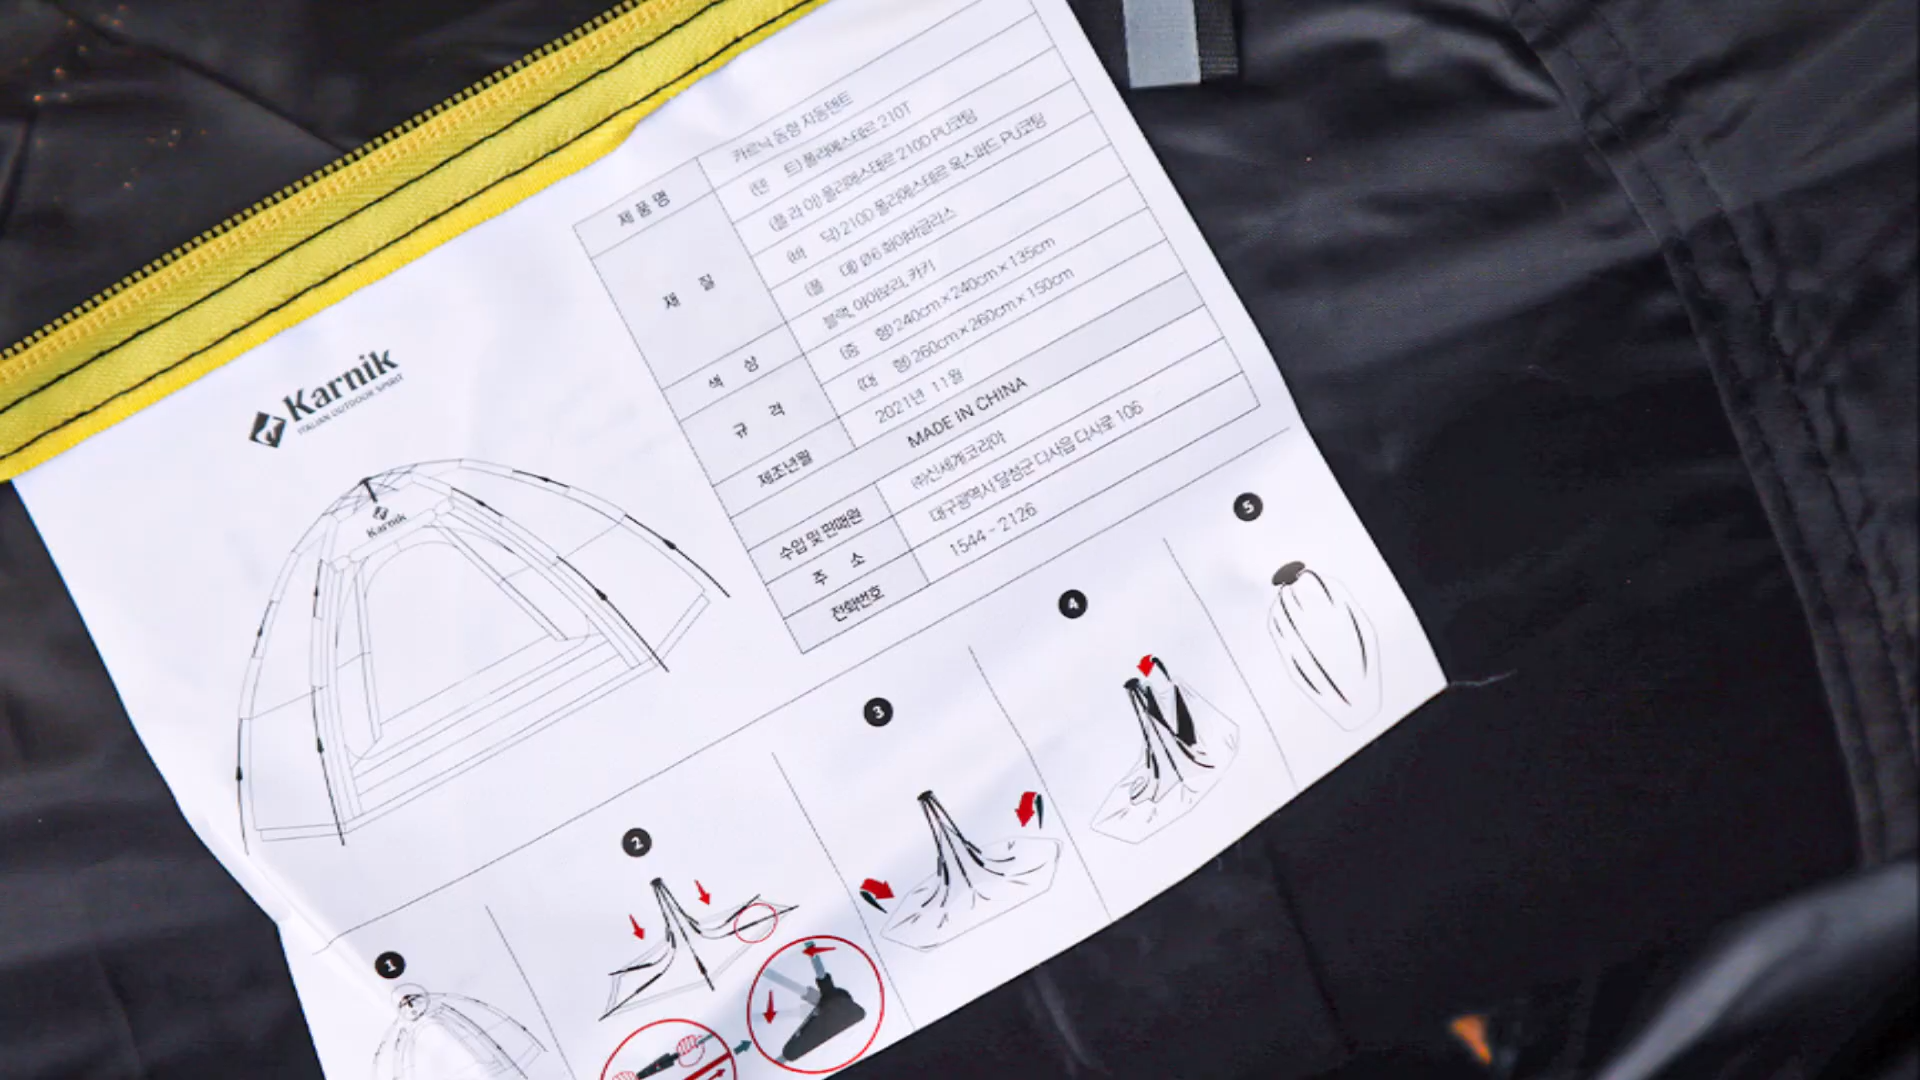 Karnik
ITALIAN OUTDOOR SPIRIT
Karnik
제품명 카르닉 돔형 자동텐트
재 질 (텐 트) 폴리에스테르 210T
(플라이) 폴리에스테르 210D PU코팅
(바 닥) 210D 폴리에스테르 옥스퍼드 PU코팅
(폴 대) Ø6 화이바글라스
색 상 블랙, 아이보리, 카키
규 격 (중 형) 240cm × 240cm × 135cm
(대 형) 260cm × 260cm × 150cm
제조년월 2021년 11월
MADE IN CHINA
수입 및 판매원 (주)신세계코리아
주 소 대구광역시 달성군 다사읍 다사로 106
전화번호 1544 - 2126
1
2
3
4
5